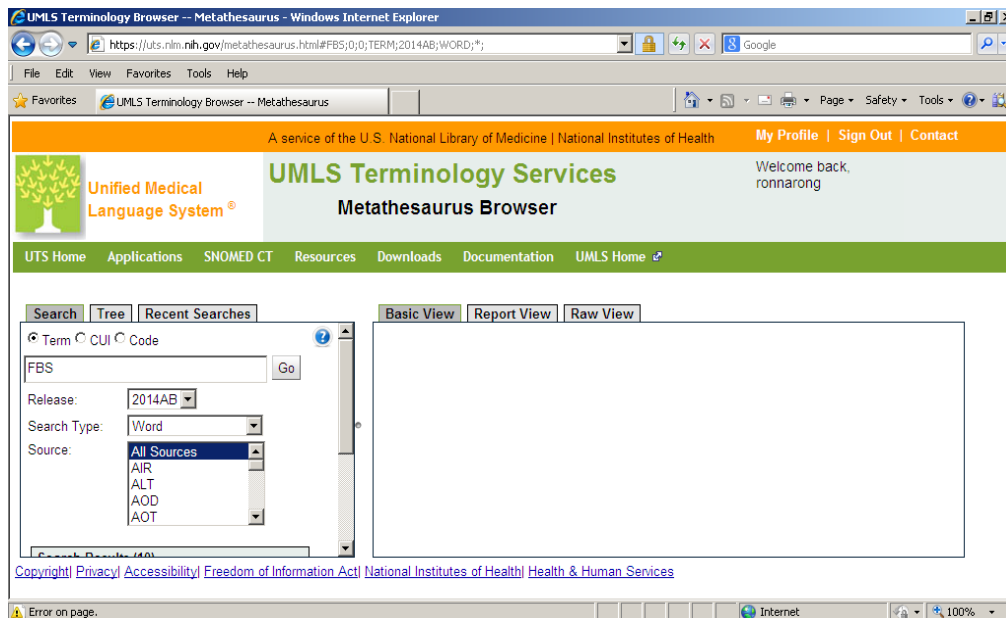 UMLS Terminology Browser -- Metathesaurus - Windows Internet Explorer
https://uts.nlm.nih.gov/metathesaurus.html#FBS;0;0;TERM;2014AB;WORD;*;
Google
File Edit View Favorites Tools Help
Favorites UMLS Terminology Browser -- Metathesaurus Page Safety Tools
A service of the U.S. National Library of Medicine | National Institutes of Health My Profile | Sign Out | Contact
Unified Medical
Language System ®
UMLS Terminology Services
Metathesaurus Browser
Welcome back,
ronnarong
UTS Home Applications SNOMED CT Resources Downloads Documentation UMLS Home
Search Tree Recent Searches Basic View Report View Raw View
Term CUI Code
FBS Go
Release: 2014AB
Search Type: Word
Source: All Sources
AIR
ALT
AOD
AOT
Copyright| Privacy| Accessibility| Freedom of Information Act| National Institutes of Health| Health & Human Services
Error on page. Internet 100%